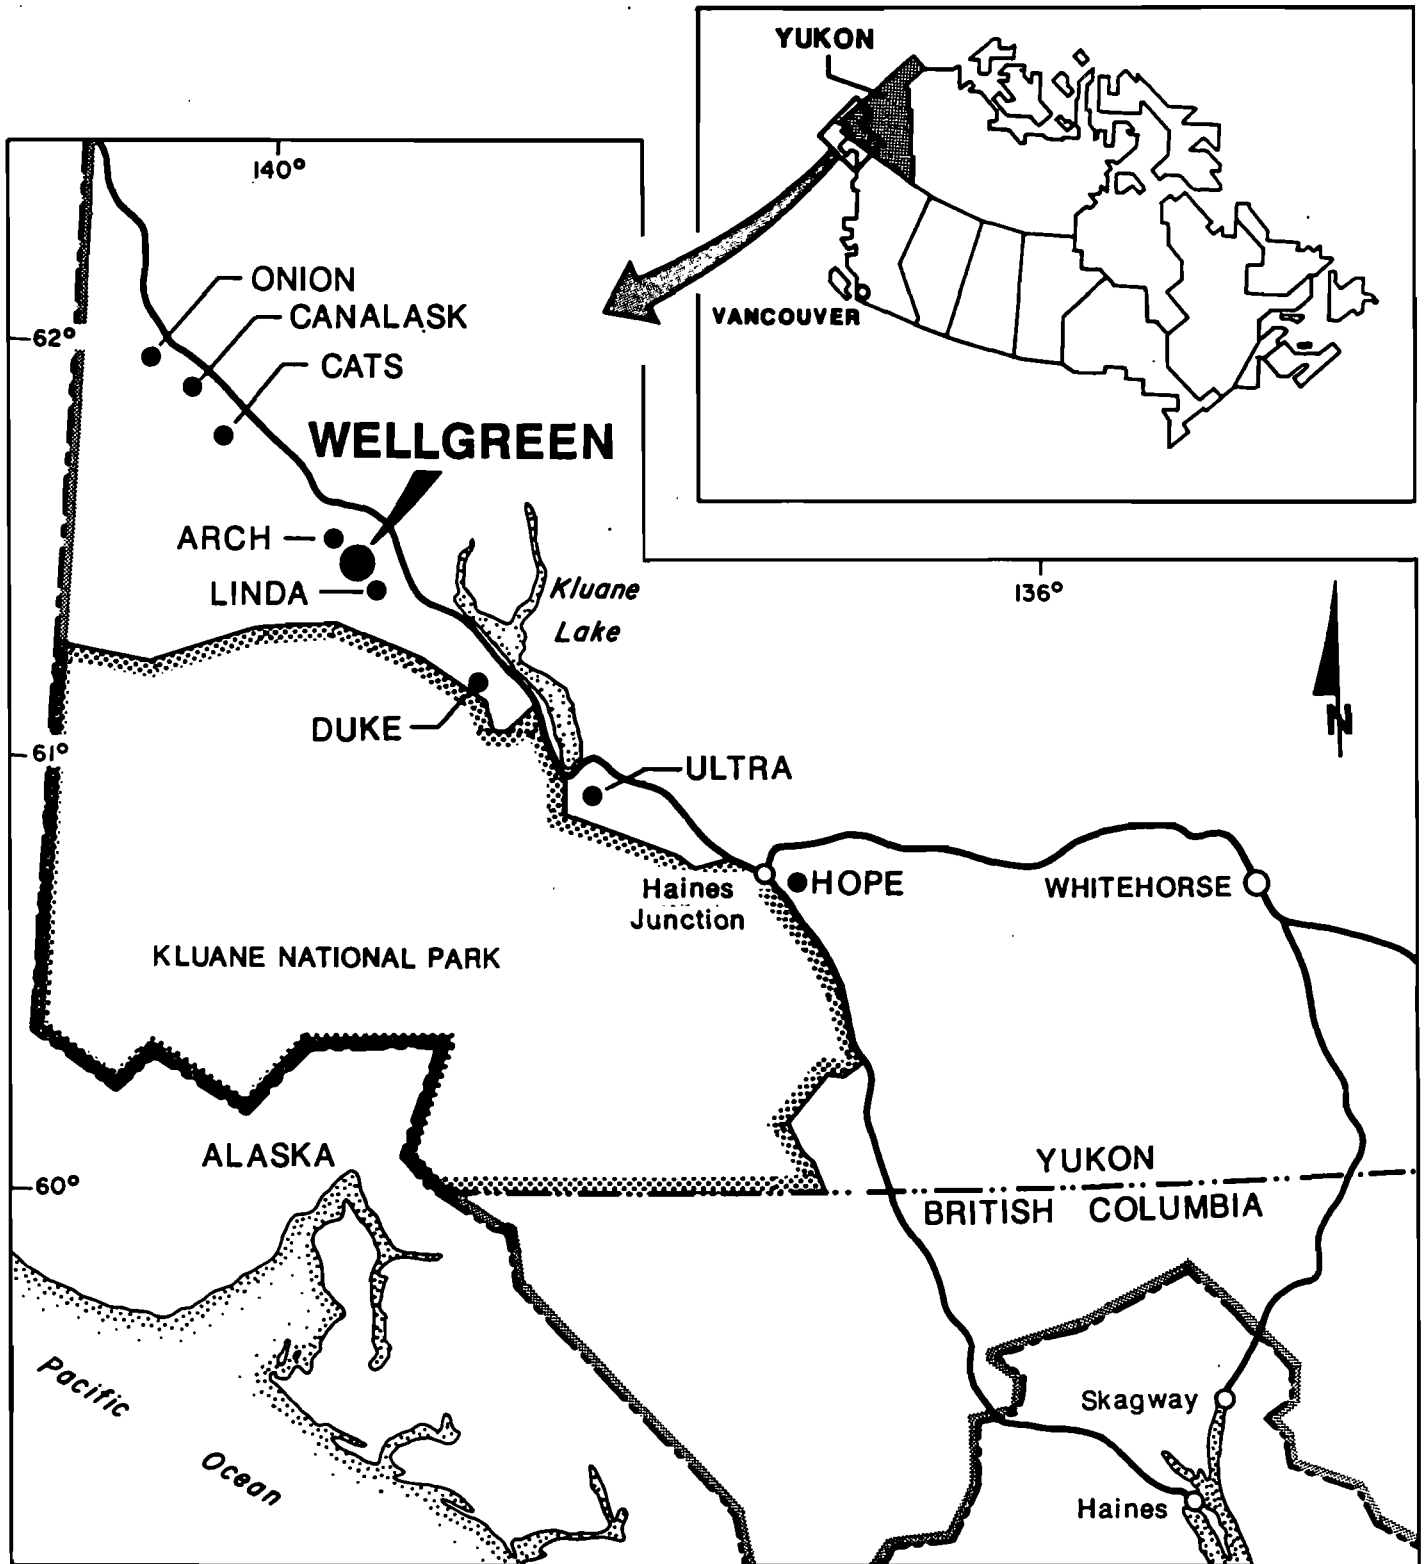 YUKON
VANCOUVER
140°
ONION
CANALASK
62°
CATS
WELLGREEN
ARCH
LINDA
Kluane
Lake
136°
N
DUKE
61°
ULTRA
Haines
Junction
HOPE
WHITEHORSE
KLUANE NATIONAL PARK
ALASKA
YUKON
60°
BRITISH COLUMBIA
Pacific
Ocean
Skagway
Haines